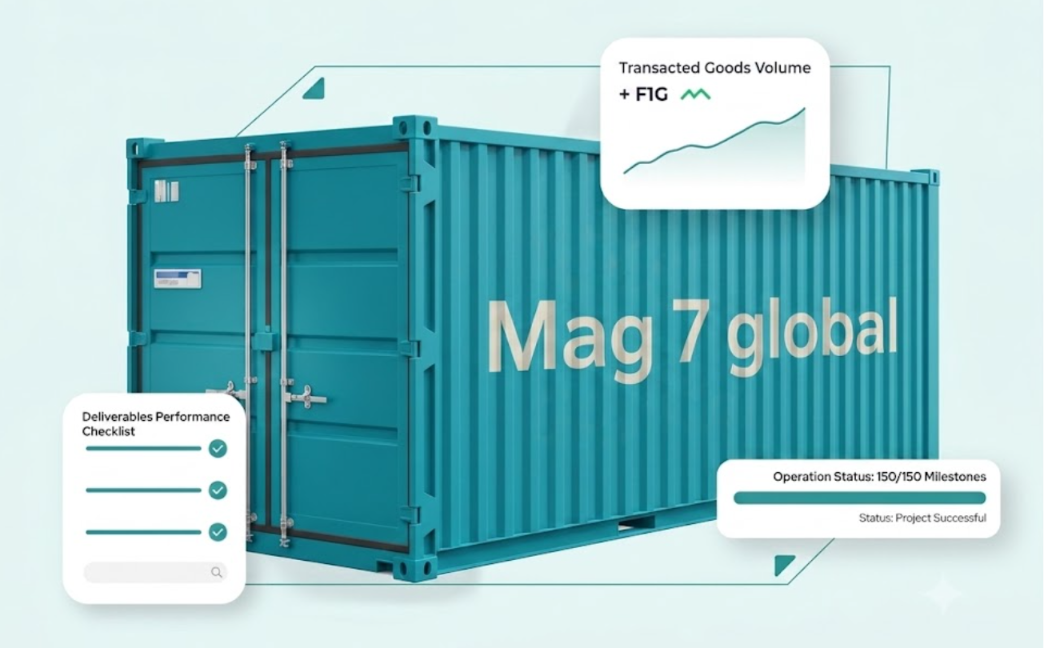 Transacted Goods Volume
+ F1G
Mag 7 global
Deliverables Performance
Checklist
Operation Status: 150/150 Milestones
Status: Project Successful